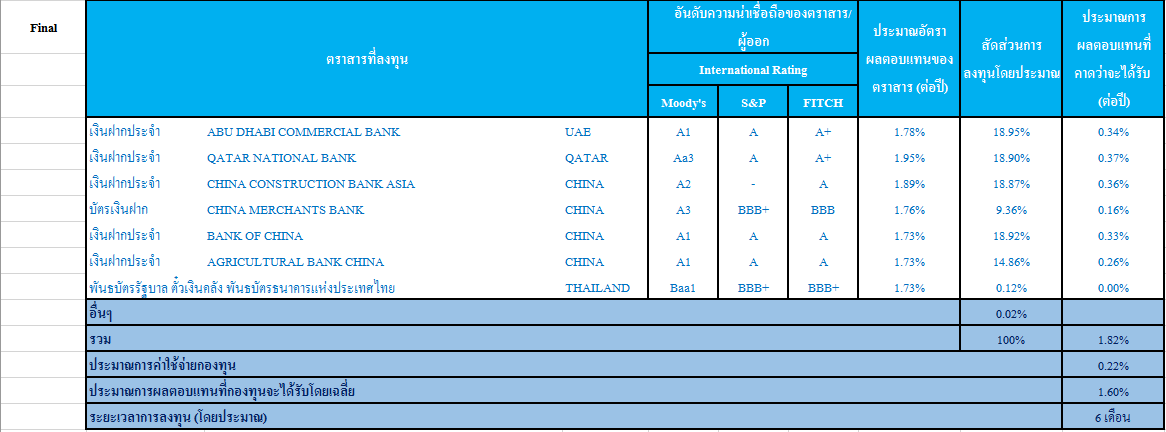 Final
ตราสารที่ลงทุน
อันดับความน่าเชื่อถือของตราสาร/
ผู้ออก
International Rating
Moody's S&P FITCH
ประมาณอัตรา
ผลตอบแทนของ
ตราสาร (ต่อปี)
สัดส่วนการ
ลงทุนโดยประมาณ
ประมาณการ
ผลตอบแทนที่
คาดว่าจะได้รับ
(ต่อปี)
เงินฝากประจำ ABU DHABI COMMERCIAL BANK UAE A1 A A+ 1.78% 18.95% 0.34%
เงินฝากประจำ QATAR NATIONAL BANK QATAR Aa3 A A+ 1.95% 18.90% 0.37%
เงินฝากประจำ CHINA CONSTRUCTION BANK ASIA CHINA A2 - A 1.89% 18.87% 0.36%
บัตรเงินฝาก CHINA MERCHANTS BANK CHINA A3 BBB+ BBB 1.76% 9.36% 0.16%
เงินฝากประจำ BANK OF CHINA CHINA A1 A A 1.73% 18.92% 0.33%
เงินฝากประจำ AGRICULTURAL BANK CHINA CHINA A1 A A 1.73% 14.86% 0.26%
พันธบัตรรัฐบาล ตั๋วเงินคลัง พันธบัตรธนาคารแห่งประเทศไทย THAILAND Baa1 BBB+ BBB+ 1.73% 0.12% 0.00%
อื่นๆ 0.02%
รวม 100% 1.82%
ประมาณการค่าใช้จ่ายกองทุน 0.22%
ประมาณการผลตอบแทนที่กองทุนจะได้รับโดยเฉลี่ย 1.60%
ระยะเวลาการลงทุน (โดยประมาณ) 6 เดือน